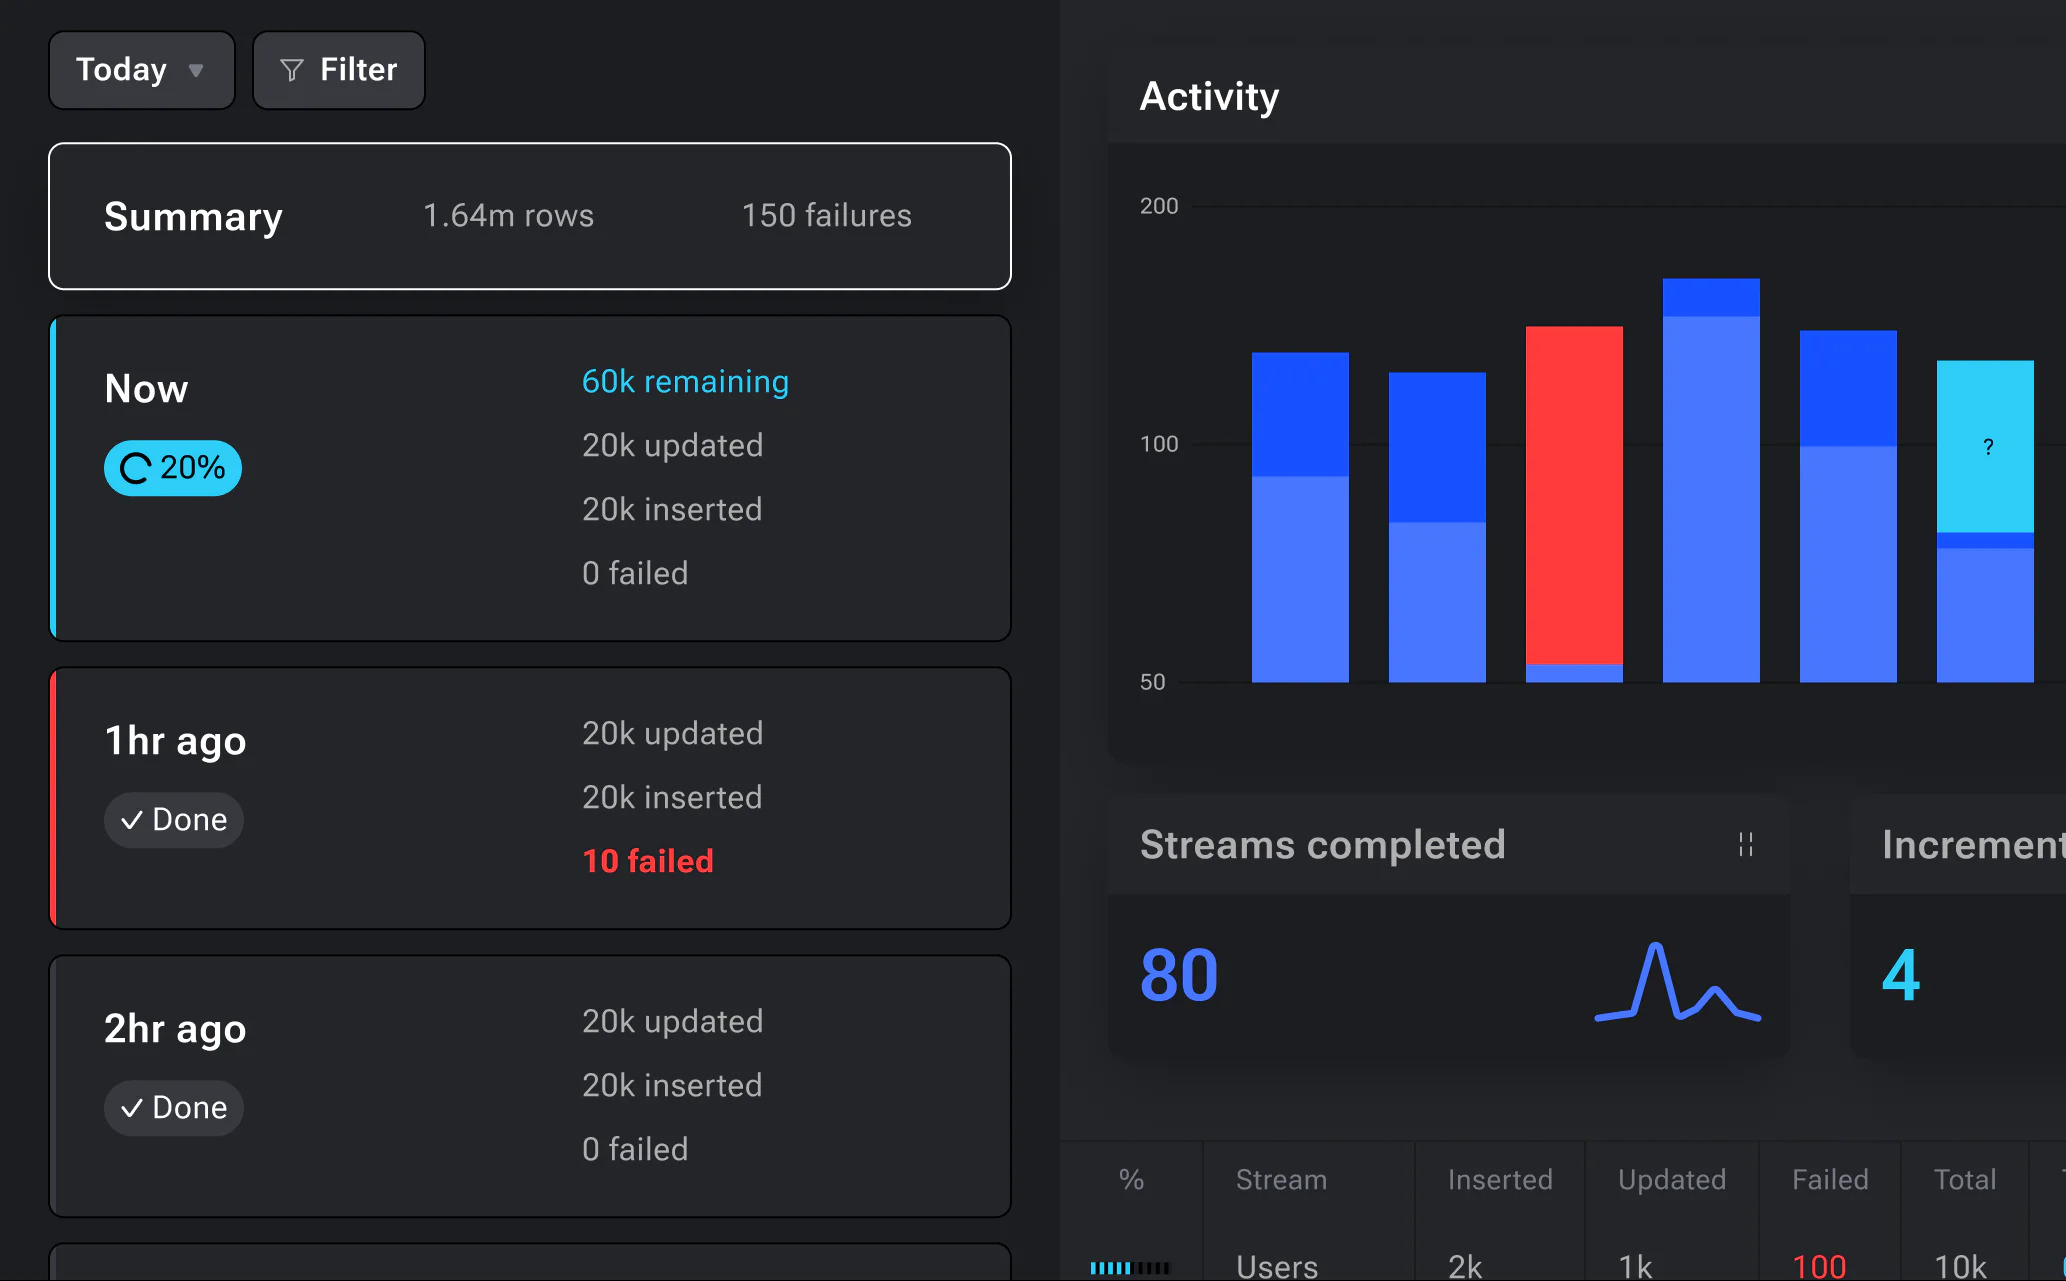 Today
Filter
Summary
1.64m rows
150 failures
Now
20%
60k remaining
20k updated
20k inserted
0 failed
1hr ago
Done
20k updated
20k inserted
10 failed
2hr ago
Done
20k updated
20k inserted
0 failed
Activity
200
100
50
?
Streams completed
80
Increment
4
% Stream Inserted Updated Failed Total
Users 2k 1k 100 10k